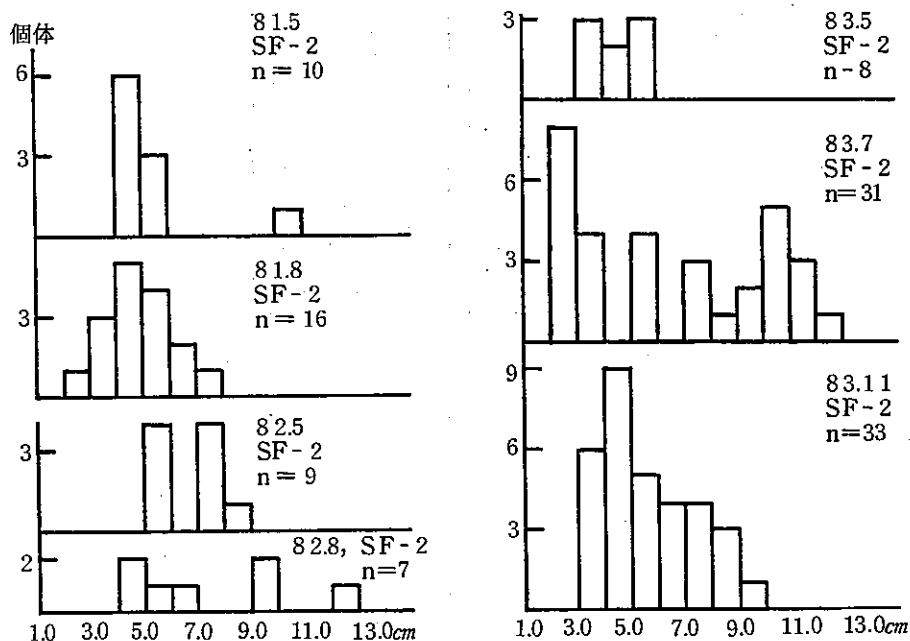 個体
81.5
SF-2
n = 10
6
3
81.8
SF-2
n = 16
3
82.5
SF-2
n = 9
3
82.8, SF-2
n=7
2
1.0 3.0 5.0 7.0 9.0 11.0 13.0cm
83.5
SF-2
n-8
3
83.7
SF-2
n=31
6
3
83.11
SF-2
n=33
9
6
3
1.0 3.0 5.0 7.0 9.0 11.0 13.0cm